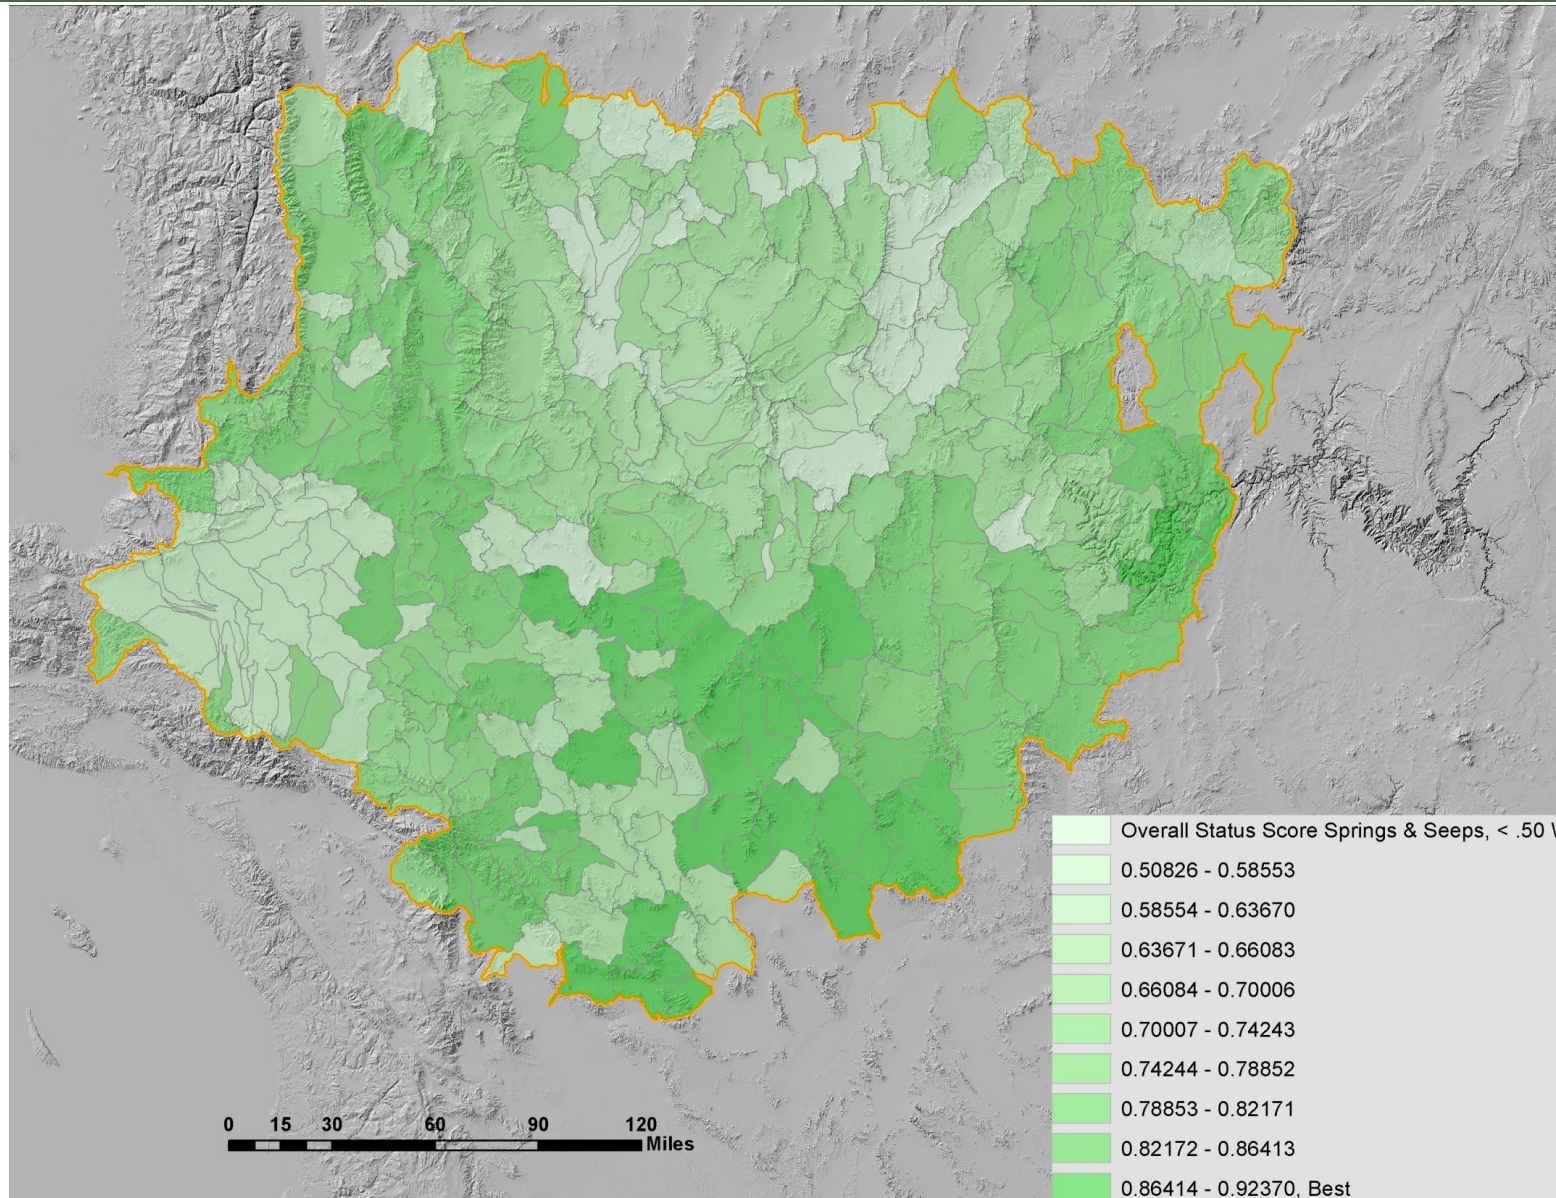 Overall Status Score Springs & Seeps, < .50
0.50826 - 0.58553
0.58554 - 0.63670
0.63671 - 0.66083
0.66084 - 0.70006
0.70007 - 0.74243
0.74244 - 0.78852
0.78853 - 0.82171
0.82172 - 0.86413
0.86414 - 0.92370, Best
0 15 30 60 90 120
Miles